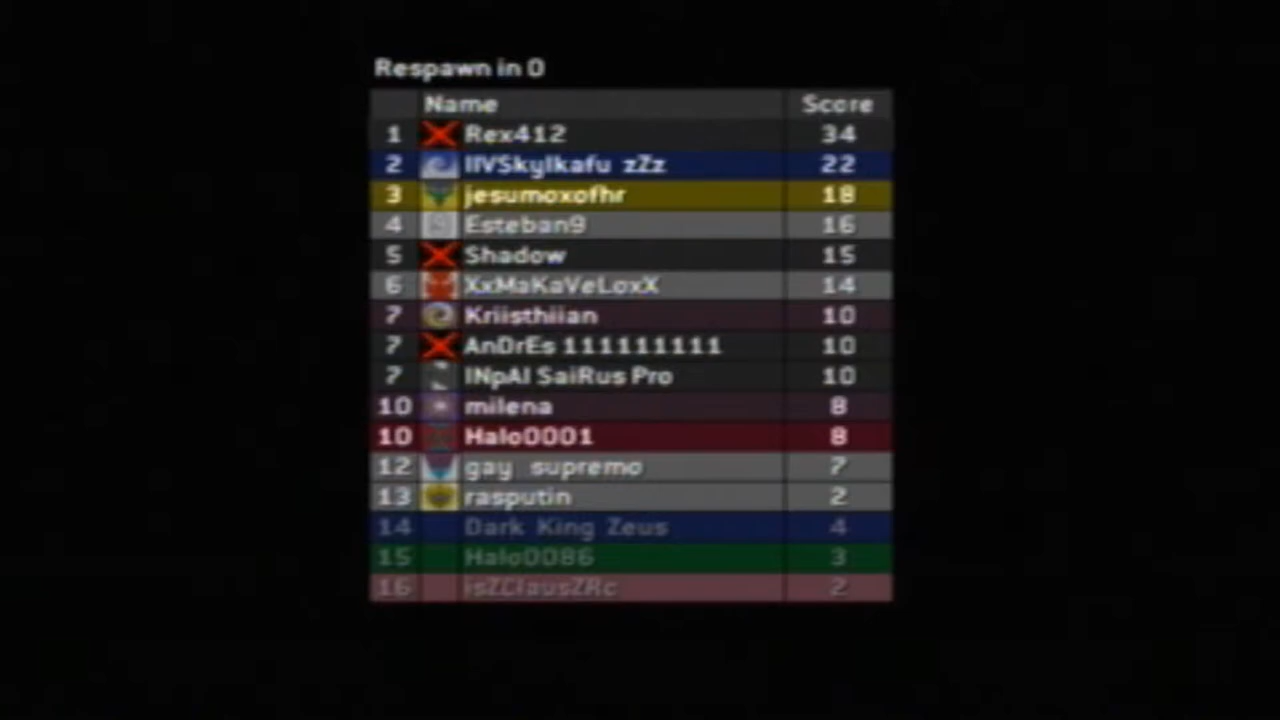 Respawn in 0
Name Score
1 Rex412 34
2 IIVSkylkafu zZz 22
3 jesumoxofhr 18
4 Esteban9 16
5 Shadow 15
6 XxMaKaVeLoxX 14
7 Kriisthiian 10
7 AnDrEs 111111111 10
7 INpAI SaiRus Pro 10
10 milena 8
10 Halo0001 8
12 gay supremo 7
13 rasputin 2
14 Dark King Zeus 4
15 Halo0086 3
16 isZClausZRc 2